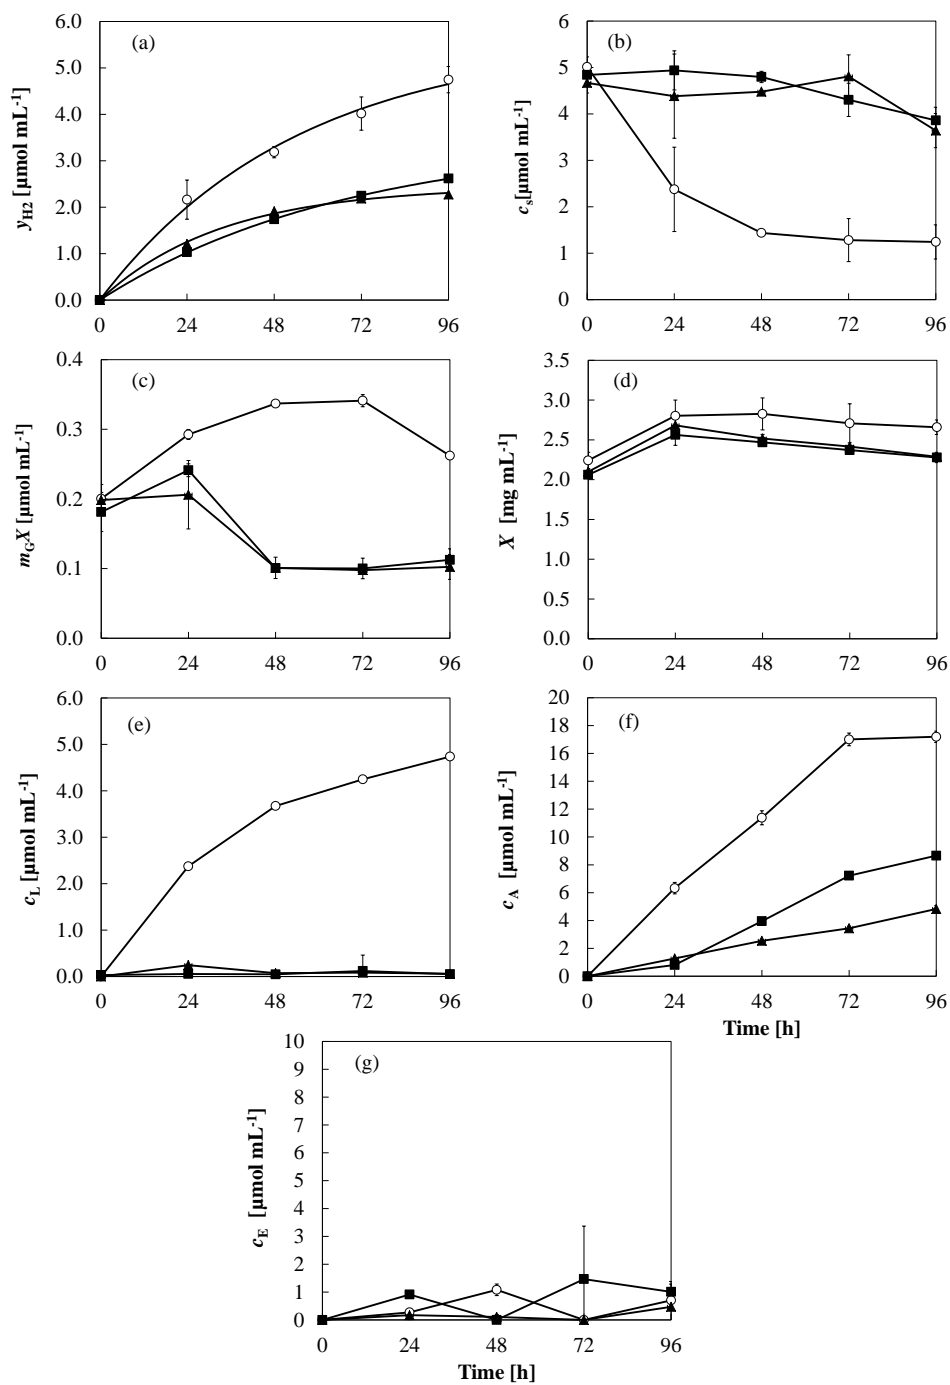 (a)
y_H2 [µmol mL⁻¹]
6.0
5.0
4.0
3.0
2.0
1.0
0.0
0 24 48 72 96
(b)
c_s[µmol mL⁻¹]
6
5
4
3
2
1
0
0 24 48 72 96
(c)
m_G X [µmol mL⁻¹]
0.4
0.3
0.2
0.1
0.0
0 24 48 72 96
(d)
X [mg mL⁻¹]
3.5
3.0
2.5
2.0
1.5
1.0
0.5
0.0
0 24 48 72 96
(e)
c_L [µmol mL⁻¹]
6.0
5.0
4.0
3.0
2.0
1.0
0.0
0 24 48 72 96
(f)
c_A [µmol mL⁻¹]
20
18
16
14
12
10
8
6
4
2
0
0 24 48 72 96
Time [h]
(g)
c_E [µmol mL⁻¹]
10
9
8
7
6
5
4
3
2
1
0
0 24 48 72 96
Time [h]